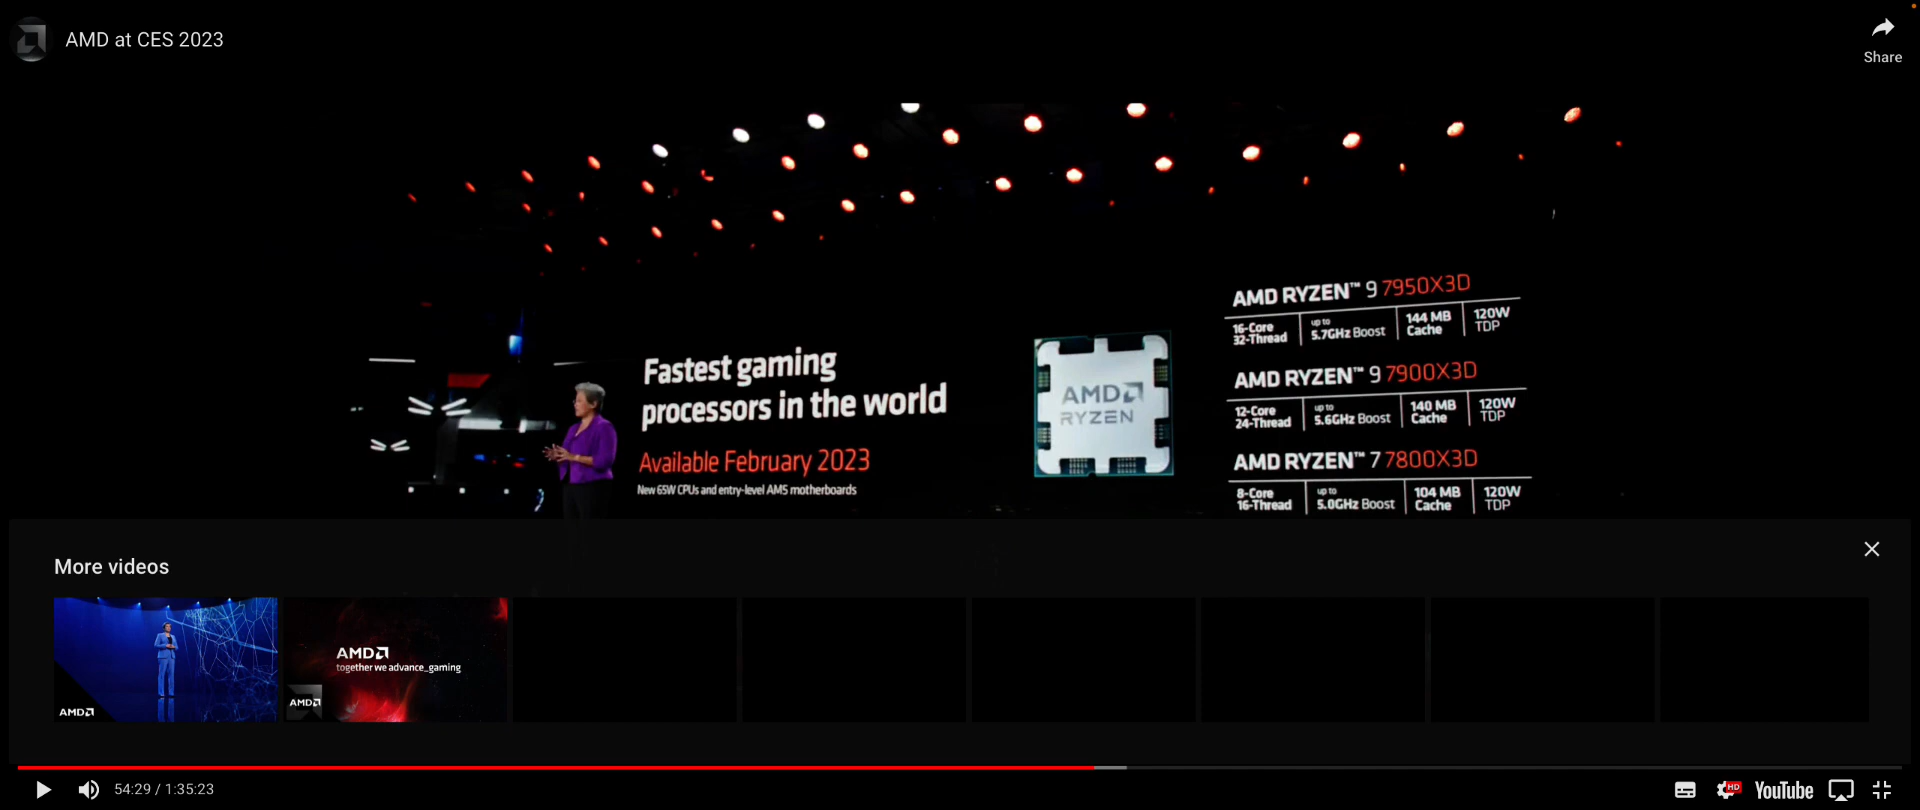 AMD at CES 2023
Share
Fastest gaming
processors in the world
Available February 2023
New 65W CPUs and entry-level AM5 motherboards
AMD
RYZEN
AMD RYZEN™ 9 7950X3D
16-Core
32-Thread
up to
5.7GHz Boost
144 MB
Cache
120W
TDP
AMD RYZEN™ 9 7900X3D
12-Core
24-Thread
up to
5.6GHz Boost
140 MB
Cache
120W
TDP
AMD RYZEN™ 7 7800X3D
8-Core
16-Thread
up to
5.0GHz Boost
104 MB
Cache
120W
TDP
More videos
AMD
AMD
together we advance_gaming
AMD
54:29 / 1:35:23
HD
YouTube